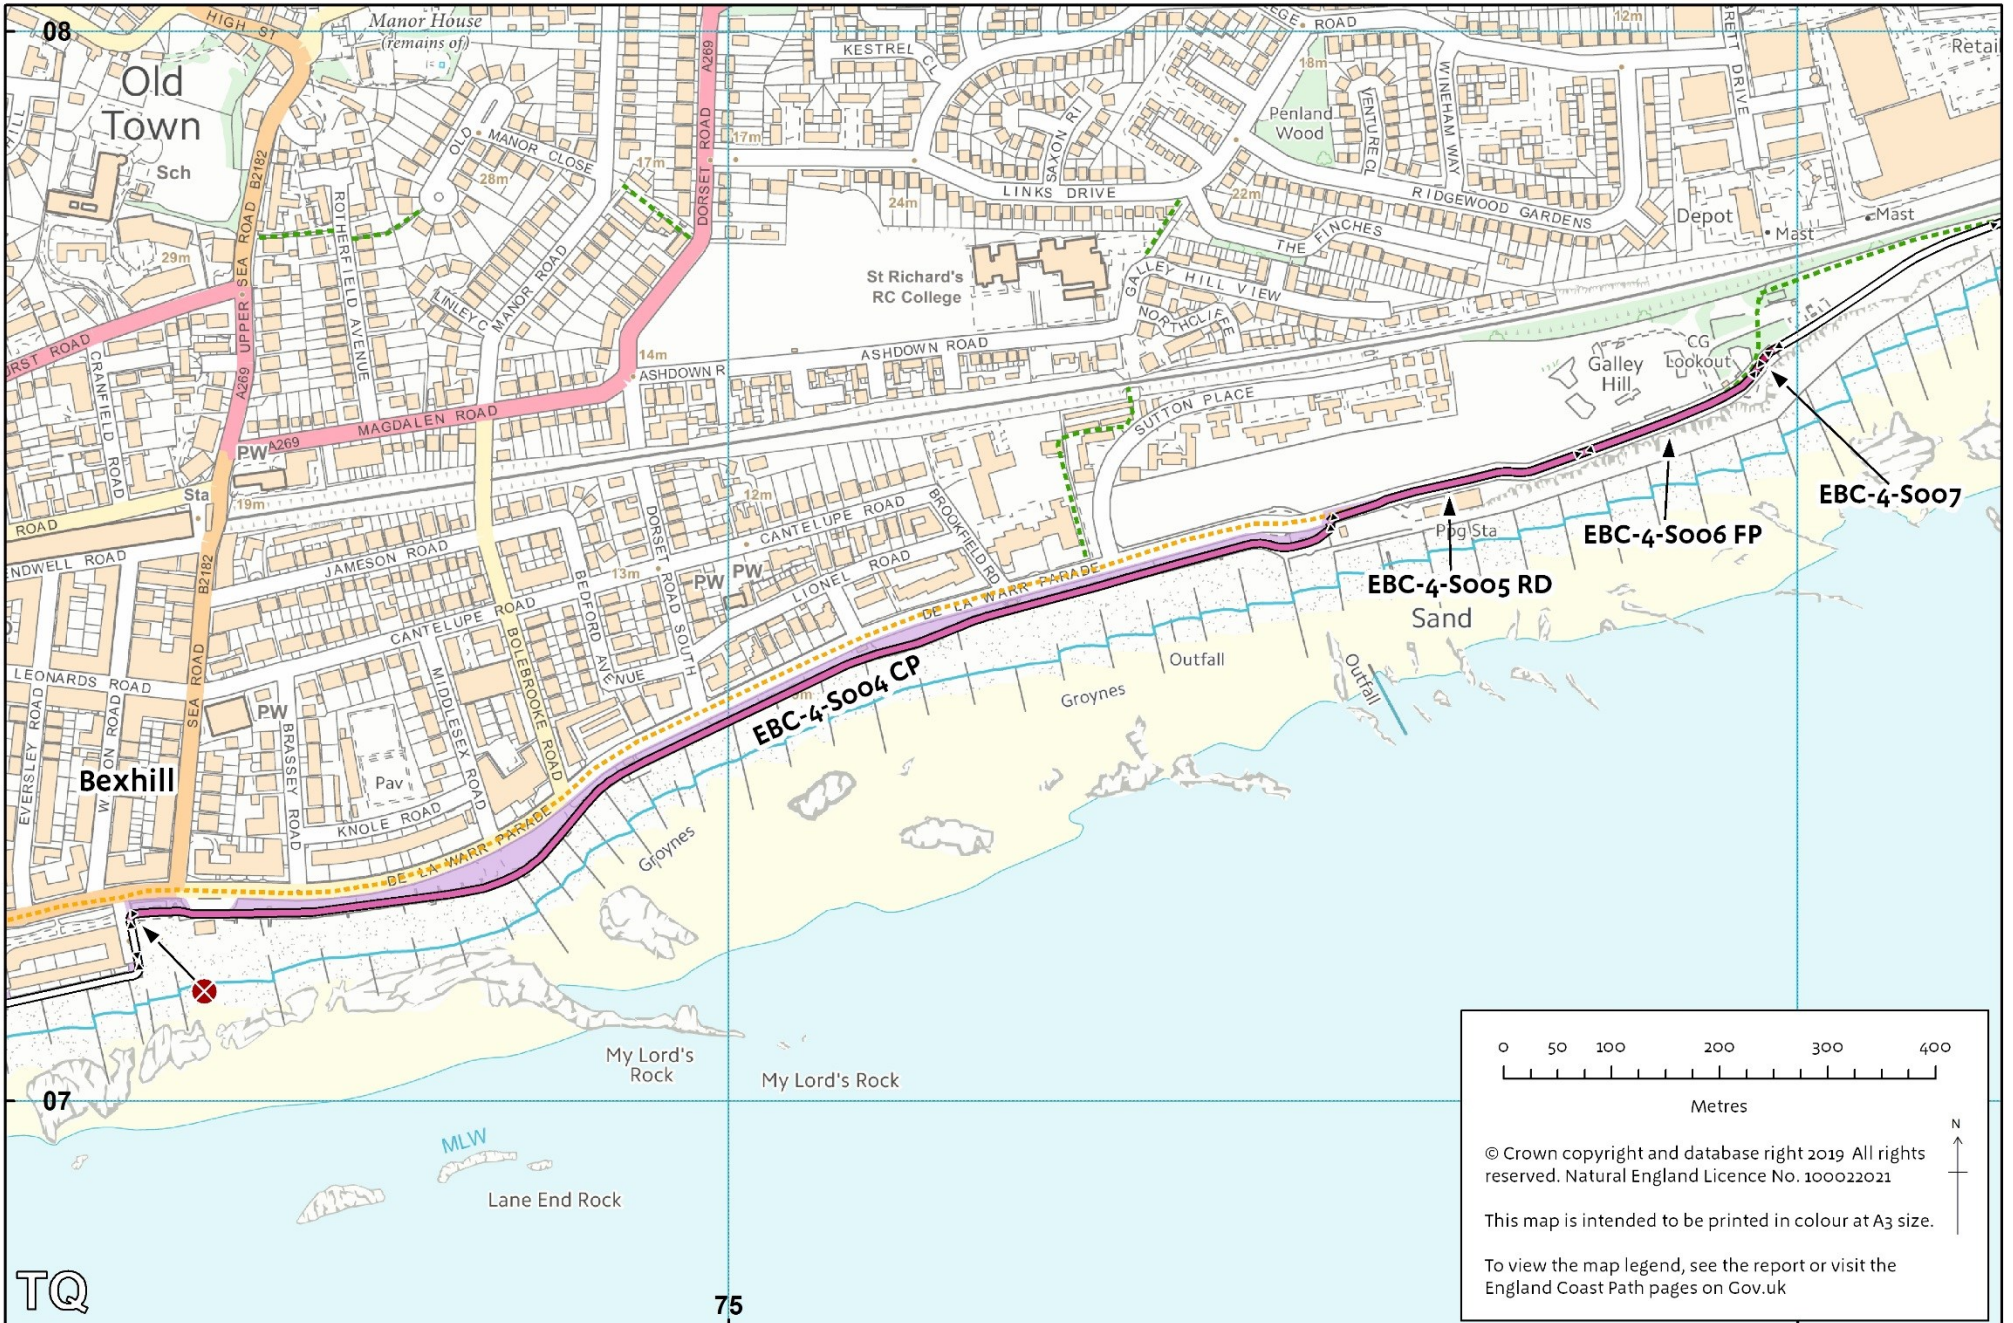 08
HIGH ST
Manor House
(remains of)
Old
Town
Sch
SEA ROAD B2182
29m
ROTHERFIELD AVENUE
OLD MANOR CLOSE
28m
17m
A269
DORSET ROAD
17m
KESTREL CL
ROAD
12m
18m
SAXON RI
Penland
Wood
VENTURE CL
WINEHAM WAY
DRIVE
LINKS DRIVE
24m
22m
RIDGEWOOD GARDENS
THE FINCHES
Depot
Mast
Mast
St Richard's
RC College
GALLEY HILL VIEW
NORTHCLIFFE
MANOR ROAD
LINLEY C
ROAD
CRANFIELD ROAD
A269 UPPER
14m
ASHDOWN R
ASHDOWN ROAD
Galley
Hill
CG
Lookout
SUTTON PLACE
A269
MAGDALEN ROAD
PW
Sta
19m
ROAD
EBC-4-S007
EBC-4-S006 FP
Ppg Sta
EBC-4-S005 RD
Sand
12m
CANTELUPE ROAD
BROOKFIELD RD
LIONEL ROAD
DORSET ROAD SOUTH
13m
PW
PW
B2182
JAMESON ROAD
BEDFORD AVENUE
CANTELUPE ROAD
BOLEBROOKE ROAD
DE LA WARR PARADE
Outfall
Groynes
Outfall
EBC-4-S004 CP
LEONARDS ROAD
EVERSLEY ROAD
SEA ROAD
PW
BRASSEY ROAD
MIDDLESEX ROAD
Pav
KNOLE ROAD
Bexhill
DE LA WARR PARADE
Groynes
My Lord's
Rock
My Lord's Rock
07
MLW
Lane End Rock
TQ
75
0 50 100 200 300 400
Metres
N
© Crown copyright and database right 2019 All rights
reserved. Natural England Licence No. 100022021
This map is intended to be printed in colour at A3 size.
To view the map legend, see the report or visit the
England Coast Path pages on Gov.uk